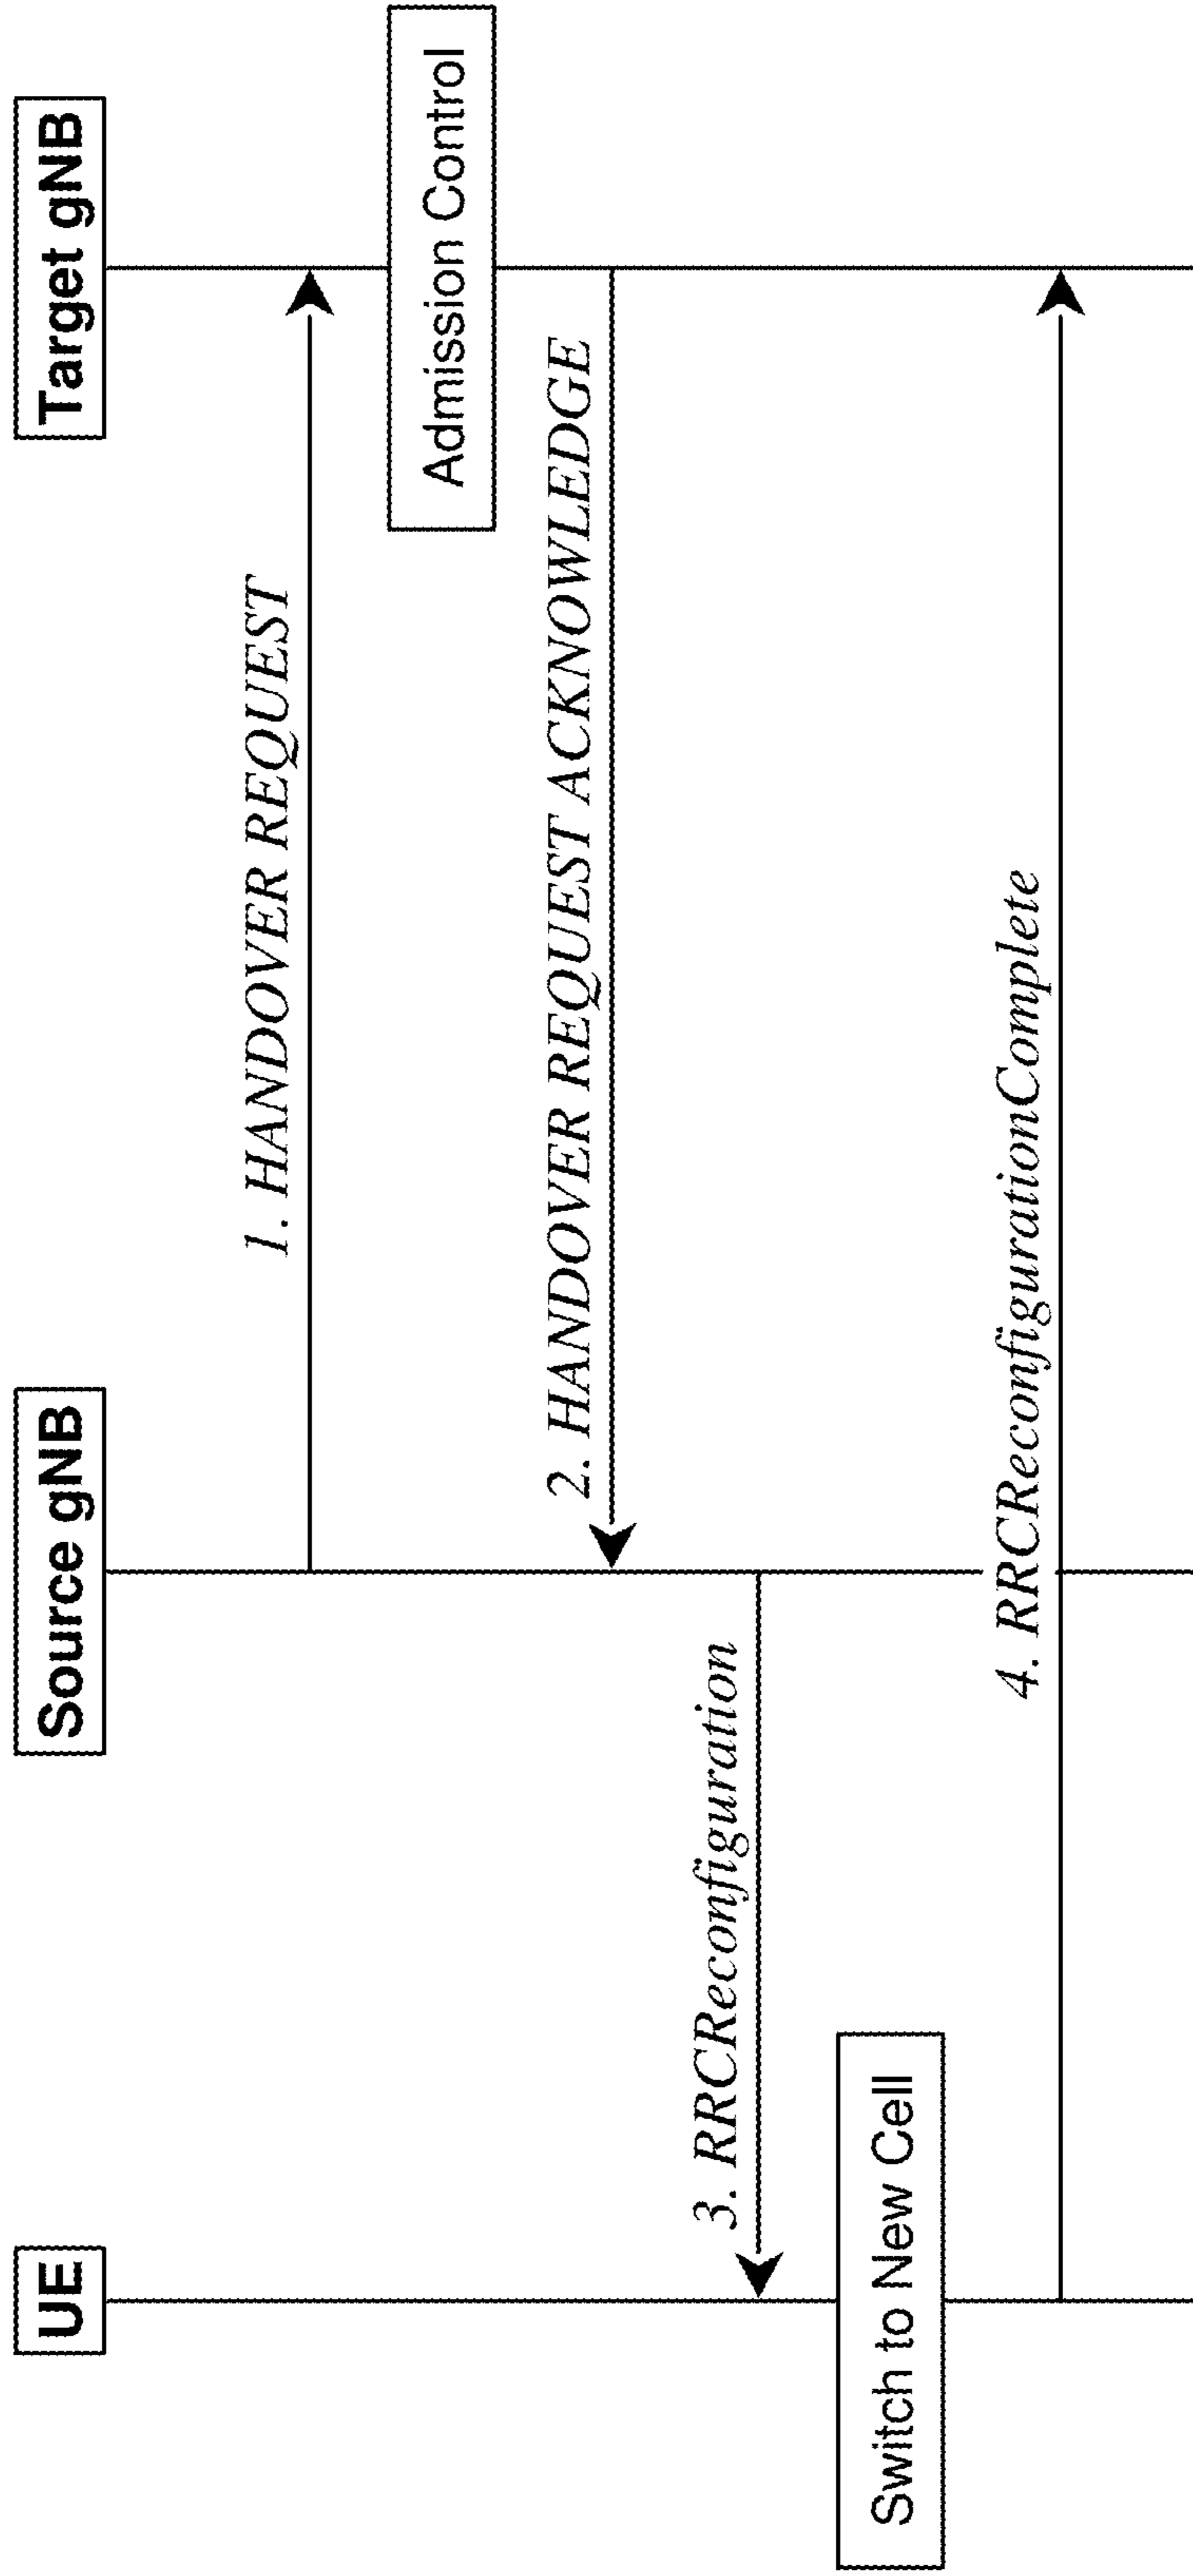 UE
Source gNB
Target gNB
1. HANDOVER REQUEST
Admission Control
2. HANDOVER REQUEST ACKNOWLEDGE
3. RRCReconfiguration
Switch to New Cell
4. RRCReconfigurationComplete